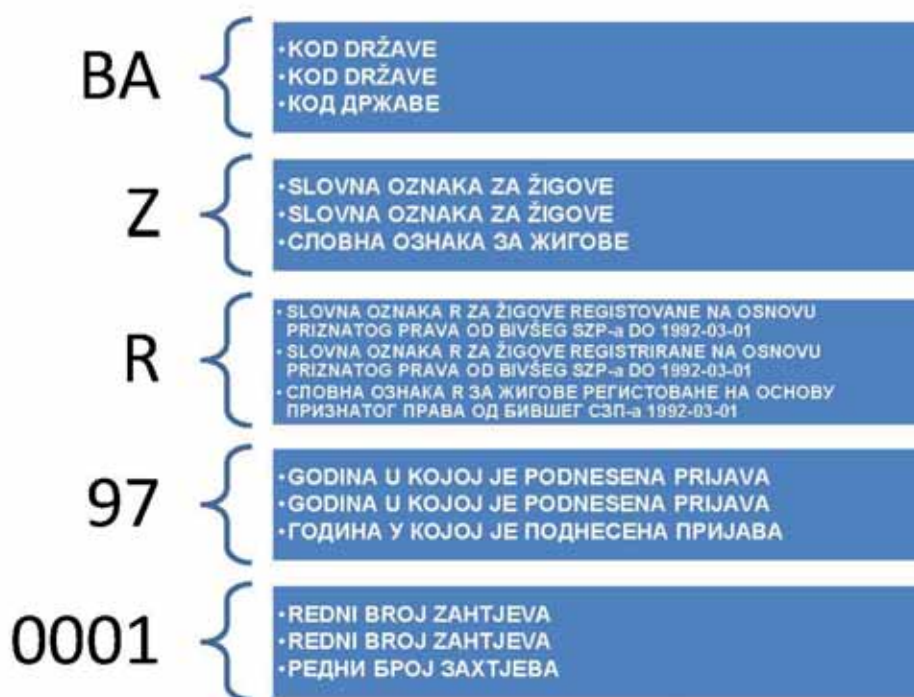 BA
•KOD DRŽAVE
•KOD DRŽAVE
•КОД ДРЖАВЕ
Z
•SLOVNA OZNAKA ZA ŽIGOVE
•SLOVNA OZNAKA ZA ŽIGOVE
•СЛОВНА ОЗНАКА ЗА ЖИГОВЕ
R
• SLOVNA OZNAKA R ZA ŽIGOVE REGISTOVANE NA OSNOVU
PRIZNATOG PRAVA OD BIVŠEG SZP-a DO 1992-03-01
• SLOVNA OZNAKA R ZA ŽIGOVE REGISTRIRANE NA OSNOVU
PRIZNATOG PRAVA OD BIVŠEG SZP-a DO 1992-03-01
• СЛОВНА ОЗНАКА R ЗА ЖИГОВЕ РЕГИСТОВАНЕ НА ОСНОВУ
ПРИЗНАТОГ ПРАВА ОД БИВШЕГ СЗП-а 1992-03-01
97
•GODINA U KOJOJ JE PODNESENA PRIJAVA
•GODINA U KOJOJ JE PODNESENA PRIJAVA
•ГОДИНА У КОЈОЈ ЈЕ ПОДНЕСЕНА ПРИЈАВА
0001
•REDNI BROJ ZAHTJEVA
•REDNI BROJ ZAHTJEVA
•РЕДНИ БРОЈ ЗАХТЈЕВА